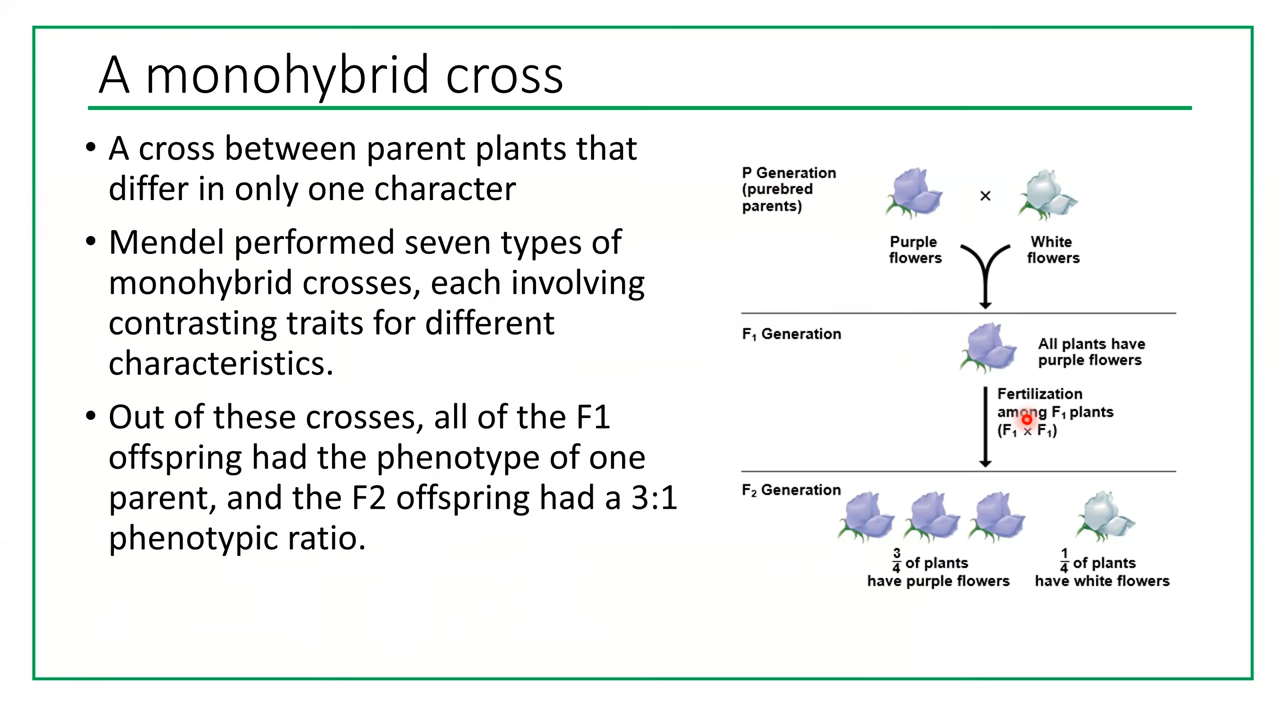 A monohybrid cross
• A cross between parent plants that
differ in only one character
• Mendel performed seven types of
monohybrid crosses, each involving
contrasting traits for different
characteristics.
• Out of these crosses, all of the F1
offspring had the phenotype of one
parent, and the F2 offspring had a 3:1
phenotypic ratio.
P Generation
(purebred
parents)
×
Purple
flowers
White
flowers
F₁ Generation
All plants have
purple flowers
Fertilization
among F₁ plants
(F₁ × F₁)
F₂ Generation
3/4 of plants
have purple flowers
1/4 of plants
have white flowers